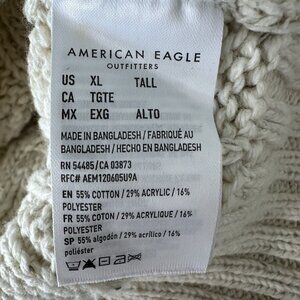 AMERICAN EAGLE
OUTFITTERS
US XL TALL
CA TGTE
MX EXG ALTO
MADE IN BANGLADESH / FABRIQUÉ AU
BANGLADESH / HECHO EN BANGLADESH
RN 54485/CA 03873
RFC# AEM120605U9A
EN 55% COTTON / 29% ACRYLIC / 16%
POLYESTER
FR 55% COTON / 29% ACRYLIQUE / 16%
POLYESTER
SP 55% algodón / 29% acrílico / 16%
poliéster